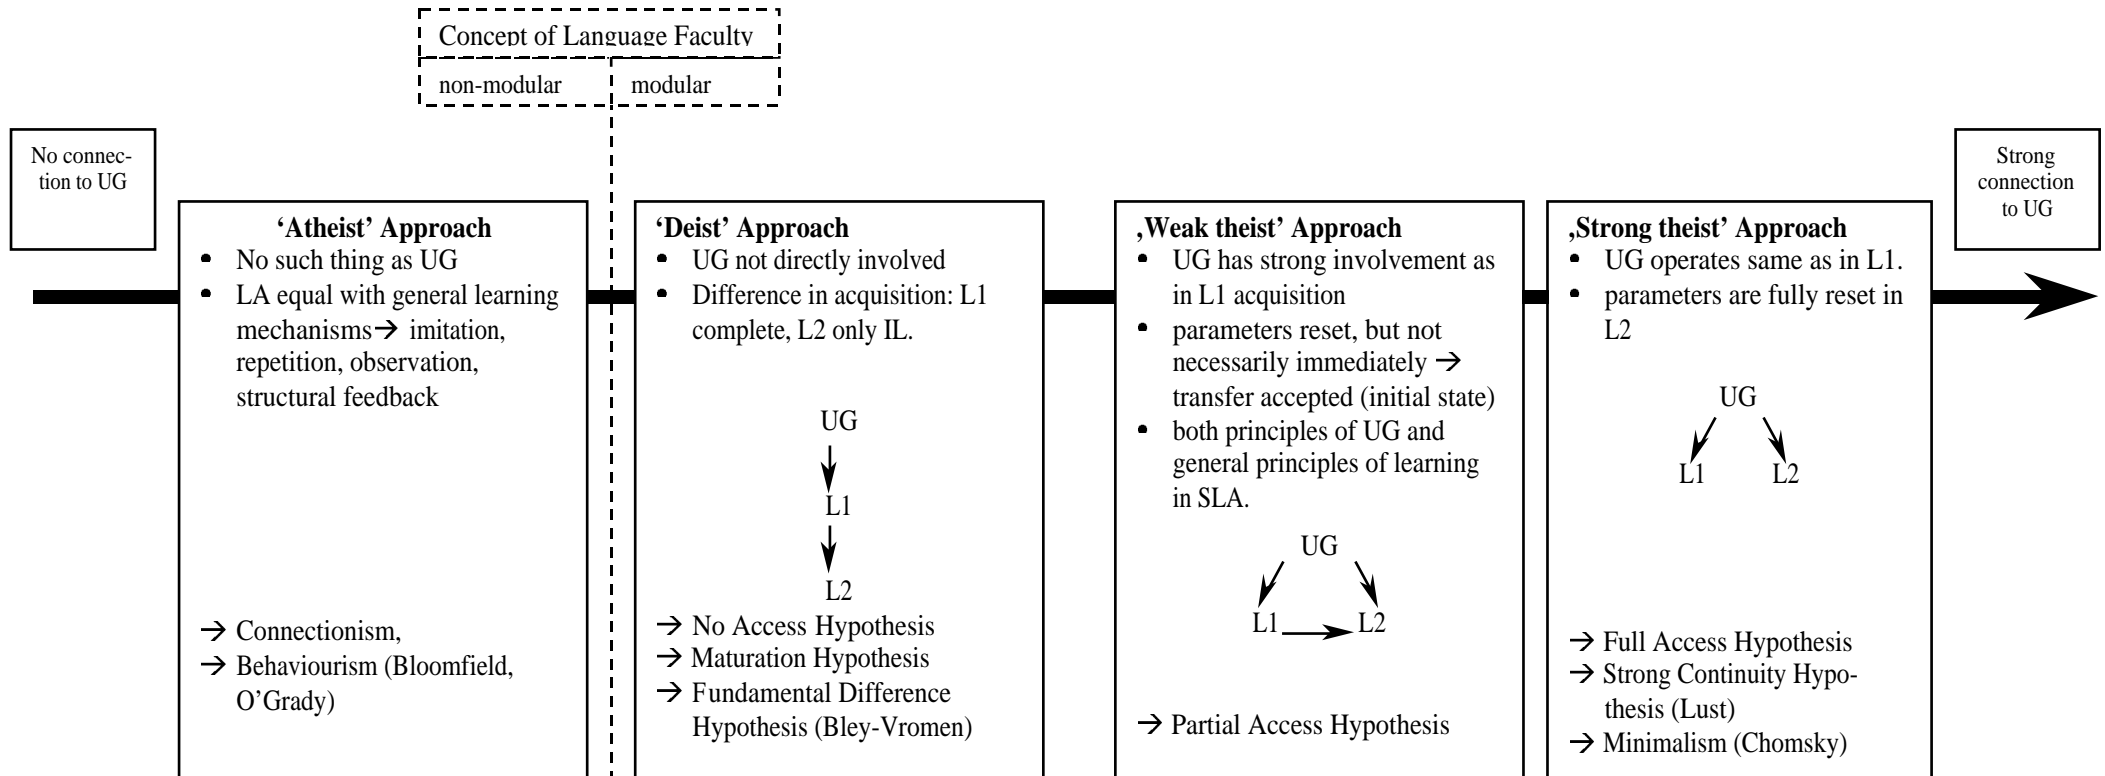 Concept of Language Faculty
non-modular
modular
No connec-
tion to UG
‘Atheist’ Approach
• No such thing as UG
• LA equal with general learning
mechanisms → imitation,
repetition, observation,
structural feedback
→ Connectionism,
→ Behaviourism (Bloomfield,
O’Grady)
‘Deist’ Approach
• UG not directly involved
• Difference in acquisition: L1
complete, L2 only IL.
UG
L1
L2
→ No Access Hypothesis
→ Maturation Hypothesis
→ Fundamental Difference
Hypothesis (Bley-Vromen)
‚Weak theist’ Approach
• UG has strong involvement as
in L1 acquisition
• parameters reset, but not
necessarily immediately →
transfer accepted (initial state)
• both principles of UG and
general principles of learning
in SLA.
UG
L1 L2
→ Partial Access Hypothesis
‚Strong theist’ Approach
• UG operates same as in L1.
• parameters are fully reset in
L2
UG
L1 L2
→ Full Access Hypothesis
→ Strong Continuity Hypo-
thesis (Lust)
→ Minimalism (Chomsky)
Strong
connection
to UG